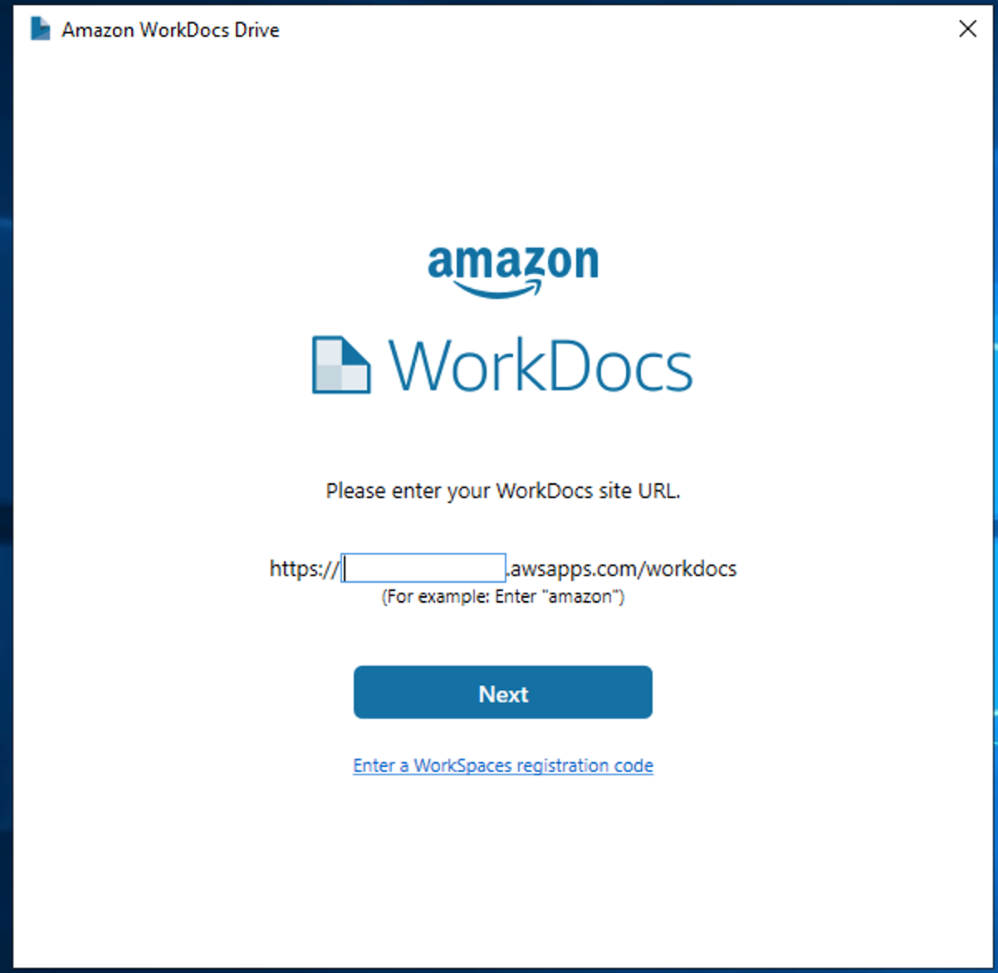 Amazon WorkDocs Drive
amazon
WorkDocs
Please enter your WorkDocs site URL.
https:// .awsapps.com/workdocs
(For example: Enter "amazon")
Next
Enter a WorkSpaces registration code